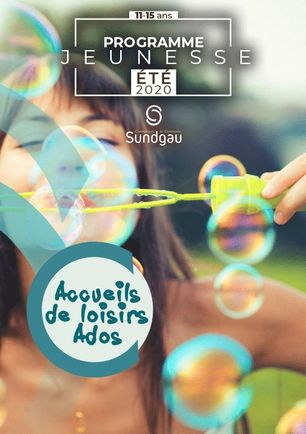 11-15 ans
PROGRAMME
JEUNESSE
ÉTÉ
2020
Sundgau
Accueils
de loisirs
Ados